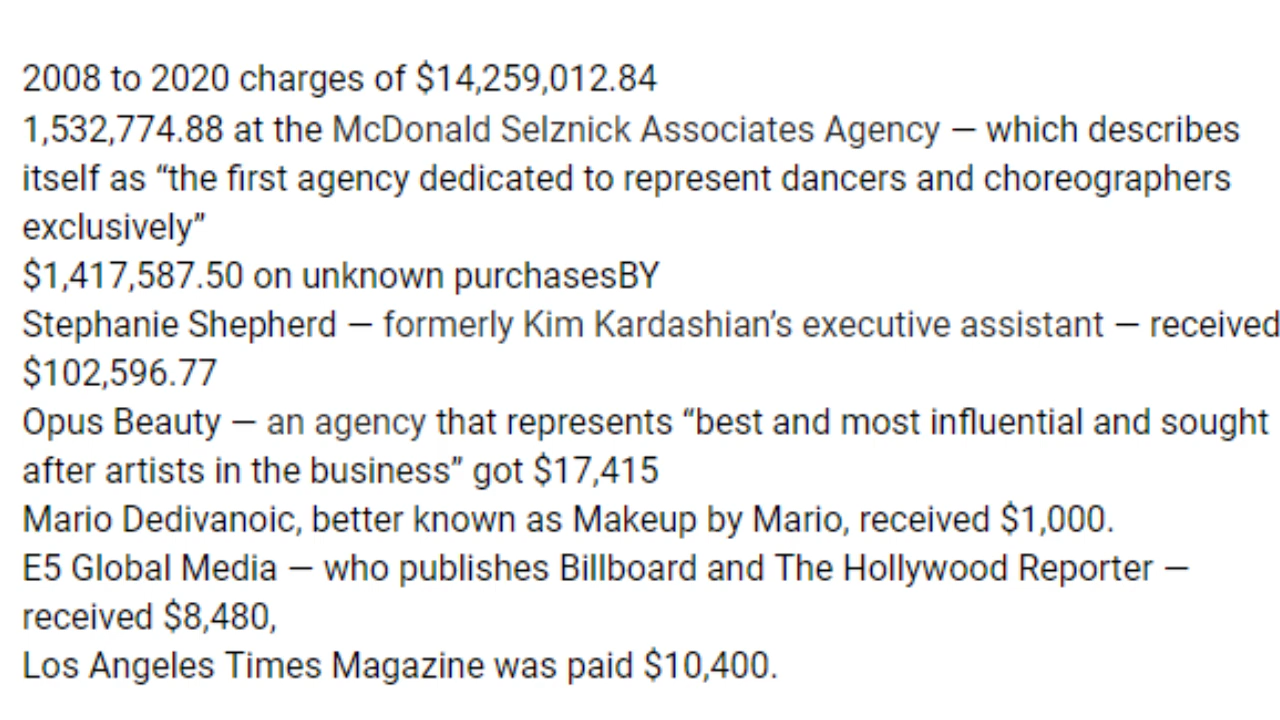 2008 to 2020 charges of $14,259,012.84
1,532,774.88 at the McDonald Selznick Associates Agency — which describes
itself as “the first agency dedicated to represent dancers and choreographers
exclusively”
$1,417,587.50 on unknown purchasesBY
Stephanie Shepherd — formerly Kim Kardashian’s executive assistant — received
$102,596.77
Opus Beauty — an agency that represents “best and most influential and sought
after artists in the business” got $17,415
Mario Dedivanoic, better known as Makeup by Mario, received $1,000.
E5 Global Media — who publishes Billboard and The Hollywood Reporter —
received $8,480,
Los Angeles Times Magazine was paid $10,400.